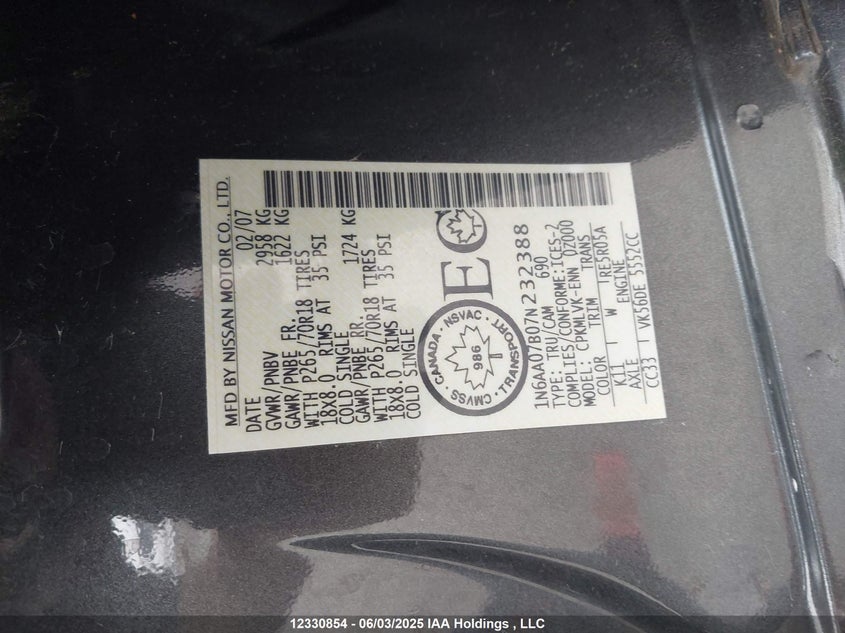 MFD BY NISSAN MOTOR CO., LTD.
DATE 02/07
GVWR/PNBV 2958 KG
GAWR/PNBE FR. 1622 KG
WITH P265/70R18 TIRES
18X8.0 RIMS AT 35 PSI
COLD SINGLE
GAWR/PNBE RR. 1724 KG
WITH P265/70R18 TIRES
18X8.0 RIMS AT 35 PSI
COLD SINGLE
CANADA · NSVAC · TRANSPORT · CMVSS
986
T
EC
1N6AA07B07N232388
TYPE: TRU/CAM 690
COMPLIES/CONFORME:ICES-2
MODEL: CPKMLVK-ENN 0Z000
COLOR TRIM TRANS
K11 W RE5R05A
AXLE ENGINE
CC33 VK56DE 5552CC
12330854 - 06/03/2025 IAA Holdings , LLC